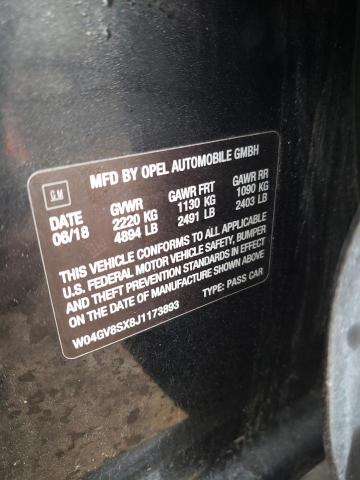 GM
MFD BY OPEL AUTOMOBILE GMBH
DATE GVWR GAWR FRT GAWR RR
06/18 2220 KG 1130 KG 1090 KG
4894 LB 2491 LB 2403 LB
THIS VEHICLE CONFORMS TO ALL APPLICABLE
U.S. FEDERAL MOTOR VEHICLE SAFETY, BUMPER
AND THEFT PREVENTION STANDARDS IN EFFECT
ON THE DATE OF MANUFACTURE SHOWN ABOVE
W04GV8SX8J1173893 TYPE: PASS CAR